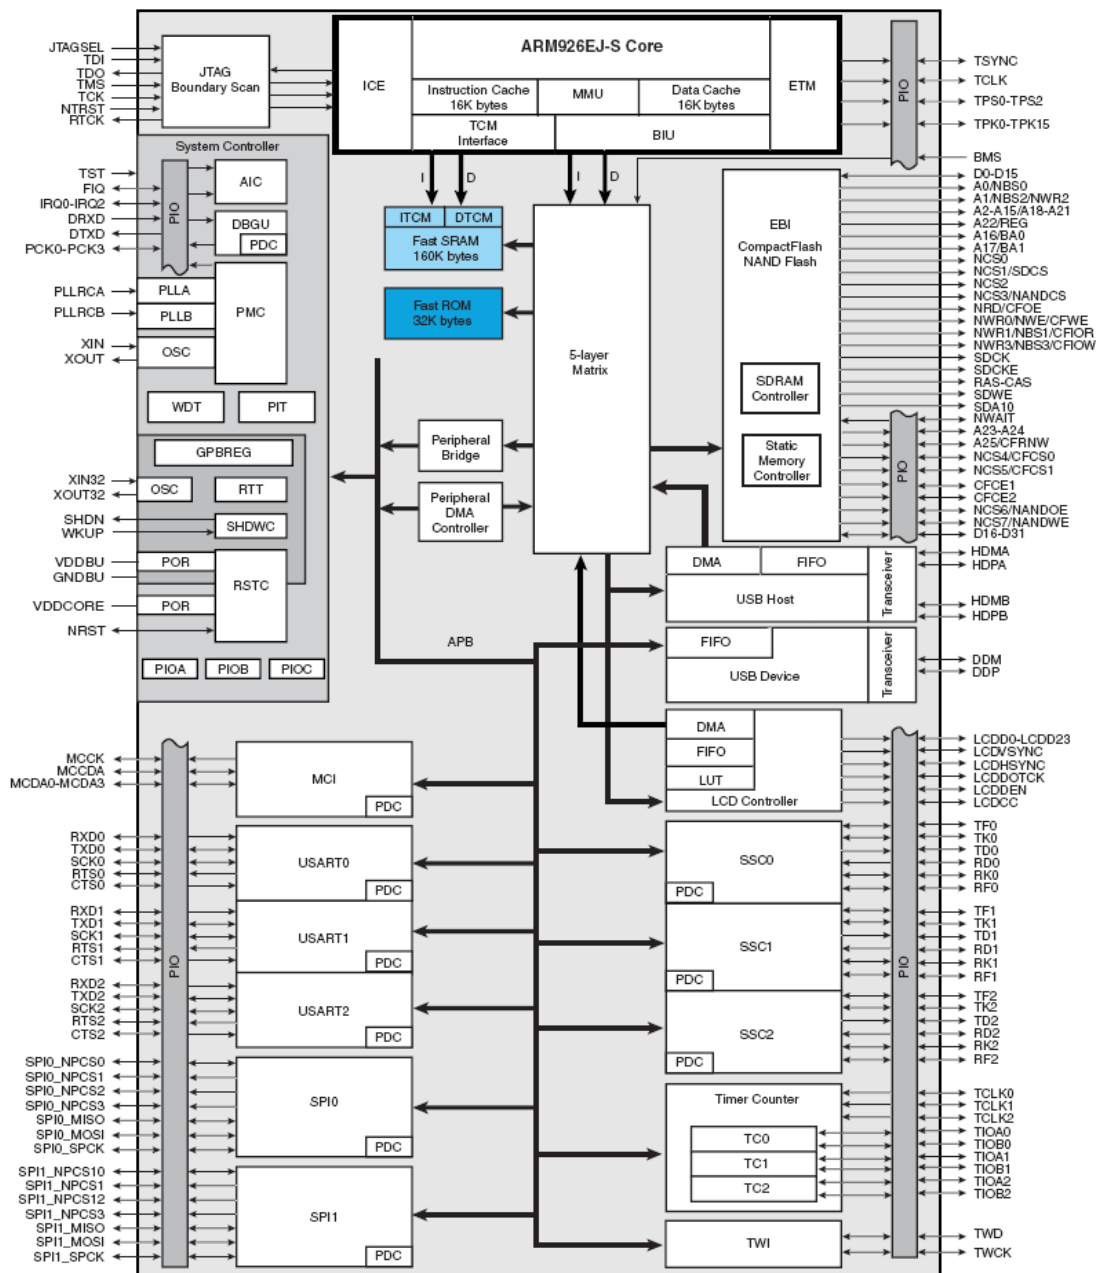 ARM926EJ-S Core
ICE
ETM
Instruction Cache
16K bytes
MMU
Data Cache
16K bytes
TCM
Interface
BIU
JTAGSEL
TDI
TDO
TMS
TCK
NTRST
RTCK
JTAG
Boundary Scan
PIO
TSYNC
TCLK
TPS0-TPS2
TPK0-TPK15
BMS
System Controller
TST
FIQ
IRQ0-IRQ2
DRXD
DTXD
PCK0-PCK3
PIO
AIC
DBGU
PDC
PLLRCA
PLLRCB
PLLA
PLLB
PMC
XIN
XOUT
OSC
WDT
PIT
GPBREG
XIN32
XOUT32
OSC
RTT
SHDN
WKUP
SHDWC
VDDBU
GNDBU
POR
RSTC
VDDCORE
POR
NRST
PIOA
PIOB
PIOC
I
D
I
D
ITCM
DTCM
Fast SRAM
160K bytes
Fast ROM
32K bytes
5-layer
Matrix
Peripheral
Bridge
Peripheral
DMA
Controller
APB
EBI
CompactFlash
NAND Flash
SDRAM
Controller
Static
Memory
Controller
D0-D15
A0/NBS0
A1/NBS2/NWR2
A2-A15/A18-A21
A22/REG
A16/BA0
A17/BA1
NCS0
NCS1/SDCS
NCS2
NCS3/NANDCS
NRD/CFOE
NWR0/NWE/CFWE
NWR1/NBS1/CFIOR
NWR3/NBS3/CFIOW
SDCK
SDCKE
RAS-CAS
SDWE
SDA10
PIO
NWAIT
A23-A24
A25/CFRNW
NCS4/CFCS0
NCS5/CFCS1
CFCE1
CFCE2
NCS6/NANDOE
NCS7/NANDWE
D16-D31
DMA
FIFO
USB Host
Transceiver
HDMA
HDPA
HDMB
HDPB
FIFO
USB Device
Transceiver
DDM
DDP
DMA
FIFO
LUT
LCD Controller
LCDD0-LCDD23
LCDVSYNC
LCDHSYNC
LCDDOTCK
LCDDEN
LCDCC
PIO
MCCK
MCCDA
MCDA0-MCDA3
MCI
PDC
RXD0
TXD0
SCK0
RTS0
CTS0
USART0
PDC
RXD1
TXD1
SCK1
RTS1
CTS1
USART1
PDC
RXD2
TXD2
SCK2
RTS2
CTS2
USART2
PDC
PIO
SPI0_NPCS0
SPI0_NPCS1
SPI0_NPCS2
SPI0_NPCS3
SPI0_MISO
SPI0_MOSI
SPI0_SPCK
SPI0
PDC
SPI1_NPCS10
SPI1_NPCS1
SPI1_NPCS12
SPI1_NPCS3
SPI1_MISO
SPI1_MOSI
SPI1_SPCK
SPI1
PDC
SSC0
PDC
TF0
TK0
TD0
RD0
RK0
RF0
SSC1
PDC
TF1
TK1
TD1
RD1
RK1
RF1
SSC2
PDC
TF2
TK2
TD2
RD2
RK2
RF2
Timer Counter
TC0
TC1
TC2
TCLK0
TCLK1
TCLK2
TIOA0
TIOB0
TIOA1
TIOB1
TIOA2
TIOB2
TWI
TWD
TWCK